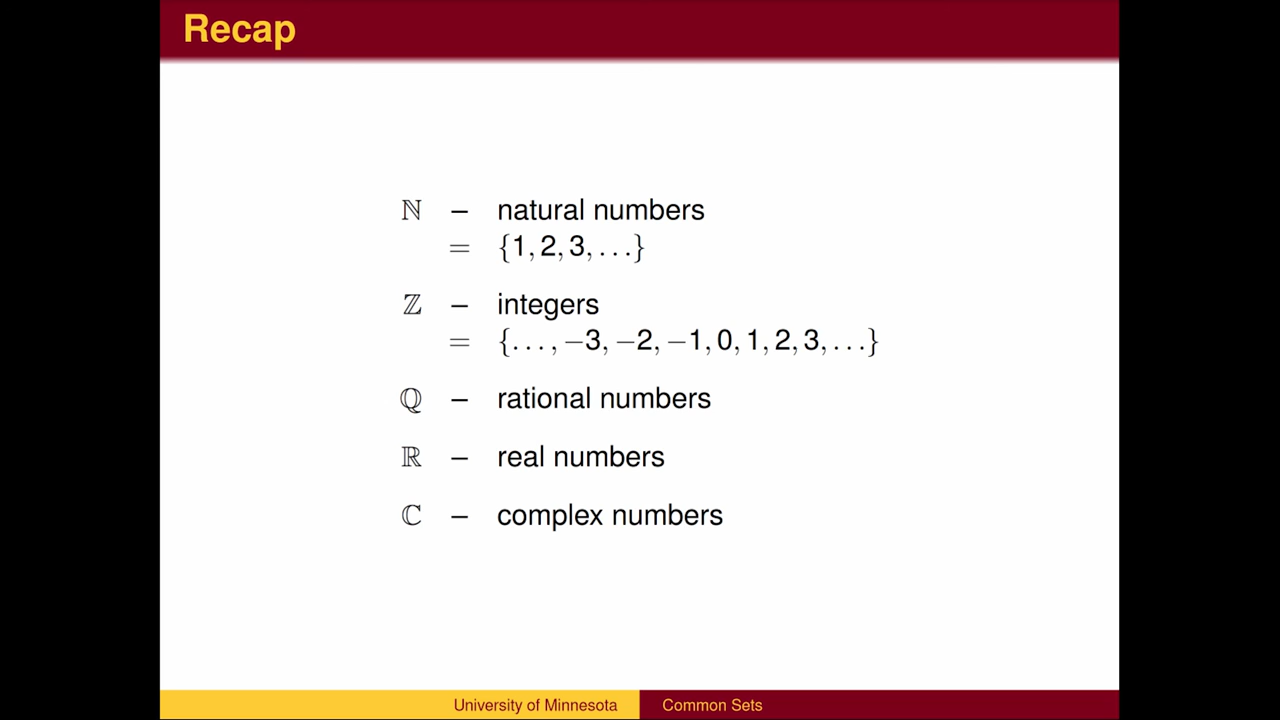 Recap
ℕ – natural numbers
= {1, 2, 3, . . .}
ℤ – integers
= {. . . , −3, −2, −1, 0, 1, 2, 3, . . .}
ℚ – rational numbers
ℝ – real numbers
ℂ – complex numbers
University of Minnesota Common Sets